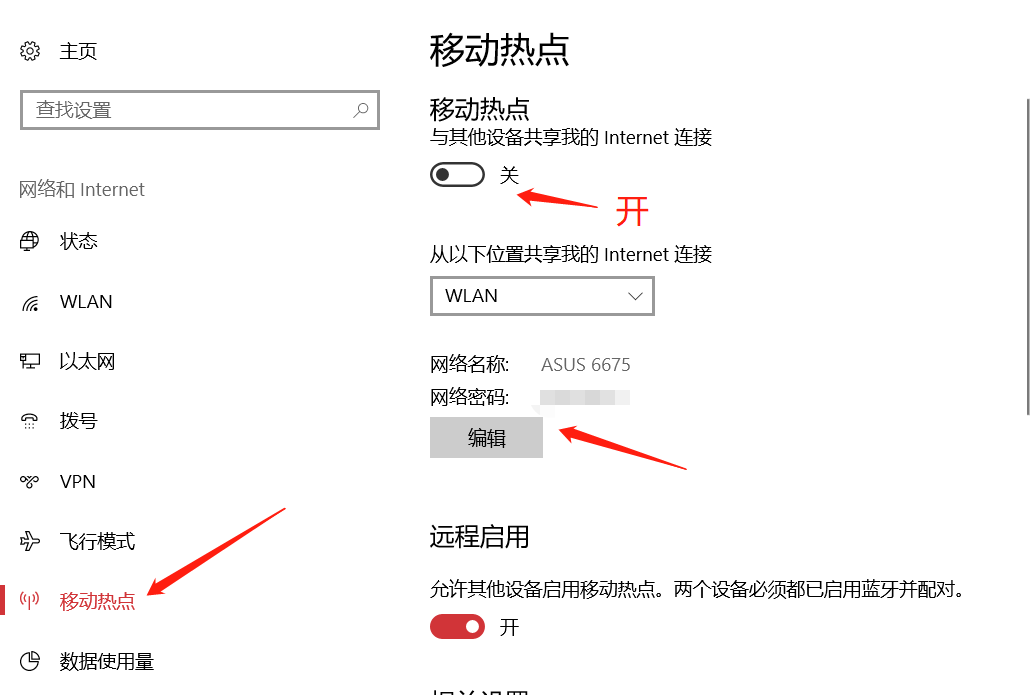 主页
查找设置
网络和 Internet
状态
WLAN
以太网
拨号
VPN
飞行模式
移动热点
数据使用量
移动热点
移动热点
与其他设备共享我的 Internet 连接
关
开
从以下位置共享我的 Internet 连接
WLAN
网络名称: ASUS 6675
网络密码:
编辑
远程启用
允许其他设备启用移动热点。两个设备必须都已启用蓝牙并配对。
开